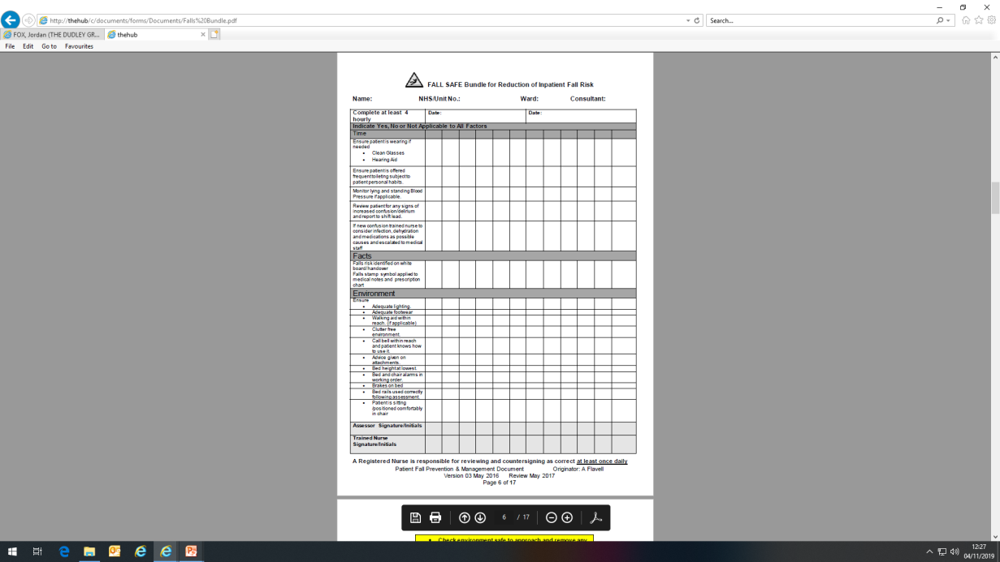 http://thehub/c/documents/forms/Documents/Falls%20Bundle.pdf
Search...
FOX, Jordan (THE DUDLEY GR...
thehub
File Edit Go to Favourites
FALL SAFE Bundle for Reduction of Inpatient Fall Risk
Name: NHS/Unit No.: Ward: Consultant:
Complete at least 4
hourly
Date:
Date:
Indicate Yes, No or Not Applicable to All Factors
Time
Ensure patient is wearing if
needed
• Clean Glasses
• Hearing Aid
Ensure patient is offered
frequent toileting subject to
patient personal habits.
Monitor lying and standing Blood
Pressure if applicable.
Review patient for any signs of
increased confusion/delirium
and report to shift lead.
If new confusion trained nurse to
consider infection, dehydration
and medications as possible
causes and escalated to medical
staff
Facts
Falls risk identified on white
board/handover
Falls stamp symbol applied to
medical notes and prescription
chart
Environment
Ensure
• Adequate lighting.
• Adequate footwear
• Walking aid within
reach. (if applicable)
• Clutter free
environment.
• Call bell within reach
and patient knows how
to use it.
• Advice given on
attachments.
• Bed height at lowest.
• Bed and chair alarms in
working order.
• Brakes on bed
• Bed rails used correctly
following assessment.
• Patient is sitting
/positioned comfortably
in chair
Assessor Signature/Initials
Trained Nurse
Signature/Initials
A Registered Nurse is responsible for reviewing and countersigning as correct at least once daily
Patient Fall Prevention & Management Document Originator: A Flavell
Version 03 May 2016 Review May 2017
Page 6 of 17
6 / 17
• Check environment safe to approach and remove any
12:27
04/11/2019